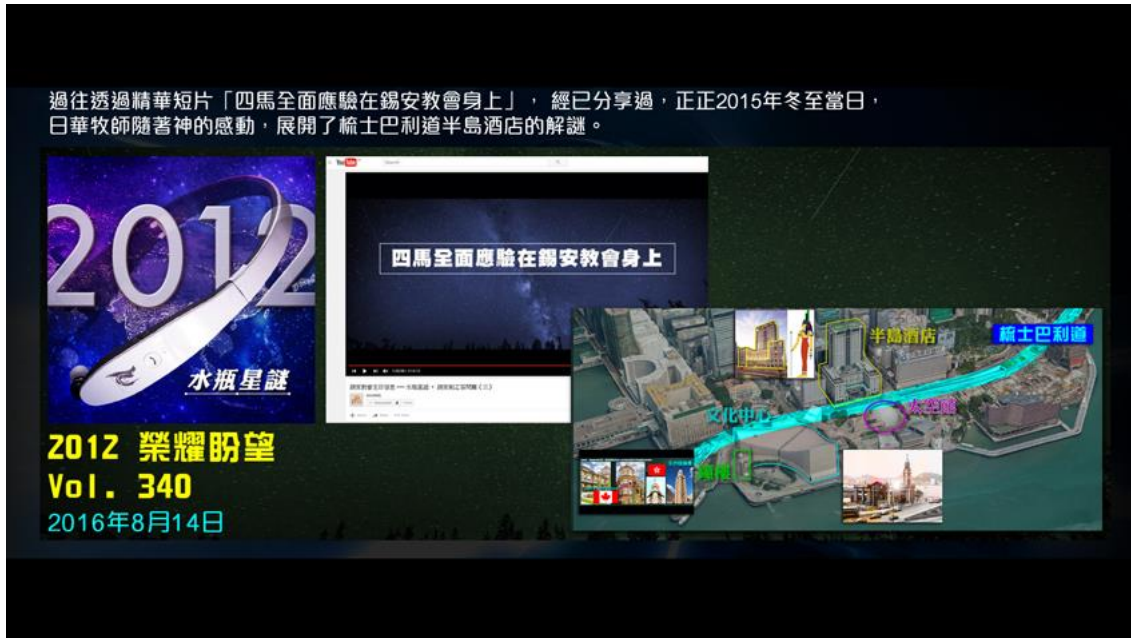 過往透過精華短片「四馬全面應驗在錫安教會身上」， 經已分享過，正正2015年冬至當日，
日華牧師隨著神的感動，展開了梳士巴利道半島酒店的解謎。
2012
水瓶星謎
You Tube
Search
四馬全面應驗在錫安教會身上
半島酒店
梳士巴利道
文化中心
太空館
鐘樓
2012 榮耀盼望
Vol. 340
2016年8月14日